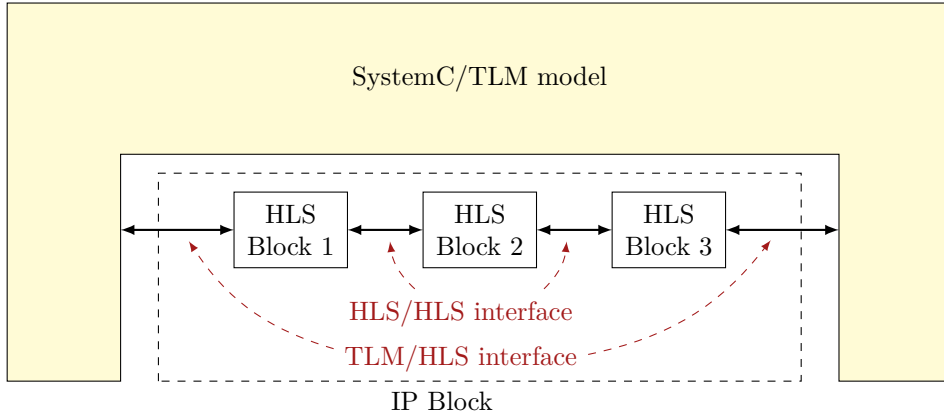 SystemC/TLM model
HLS
Block 1
HLS
Block 2
HLS
Block 3
HLS/HLS interface
TLM/HLS interface
IP Block